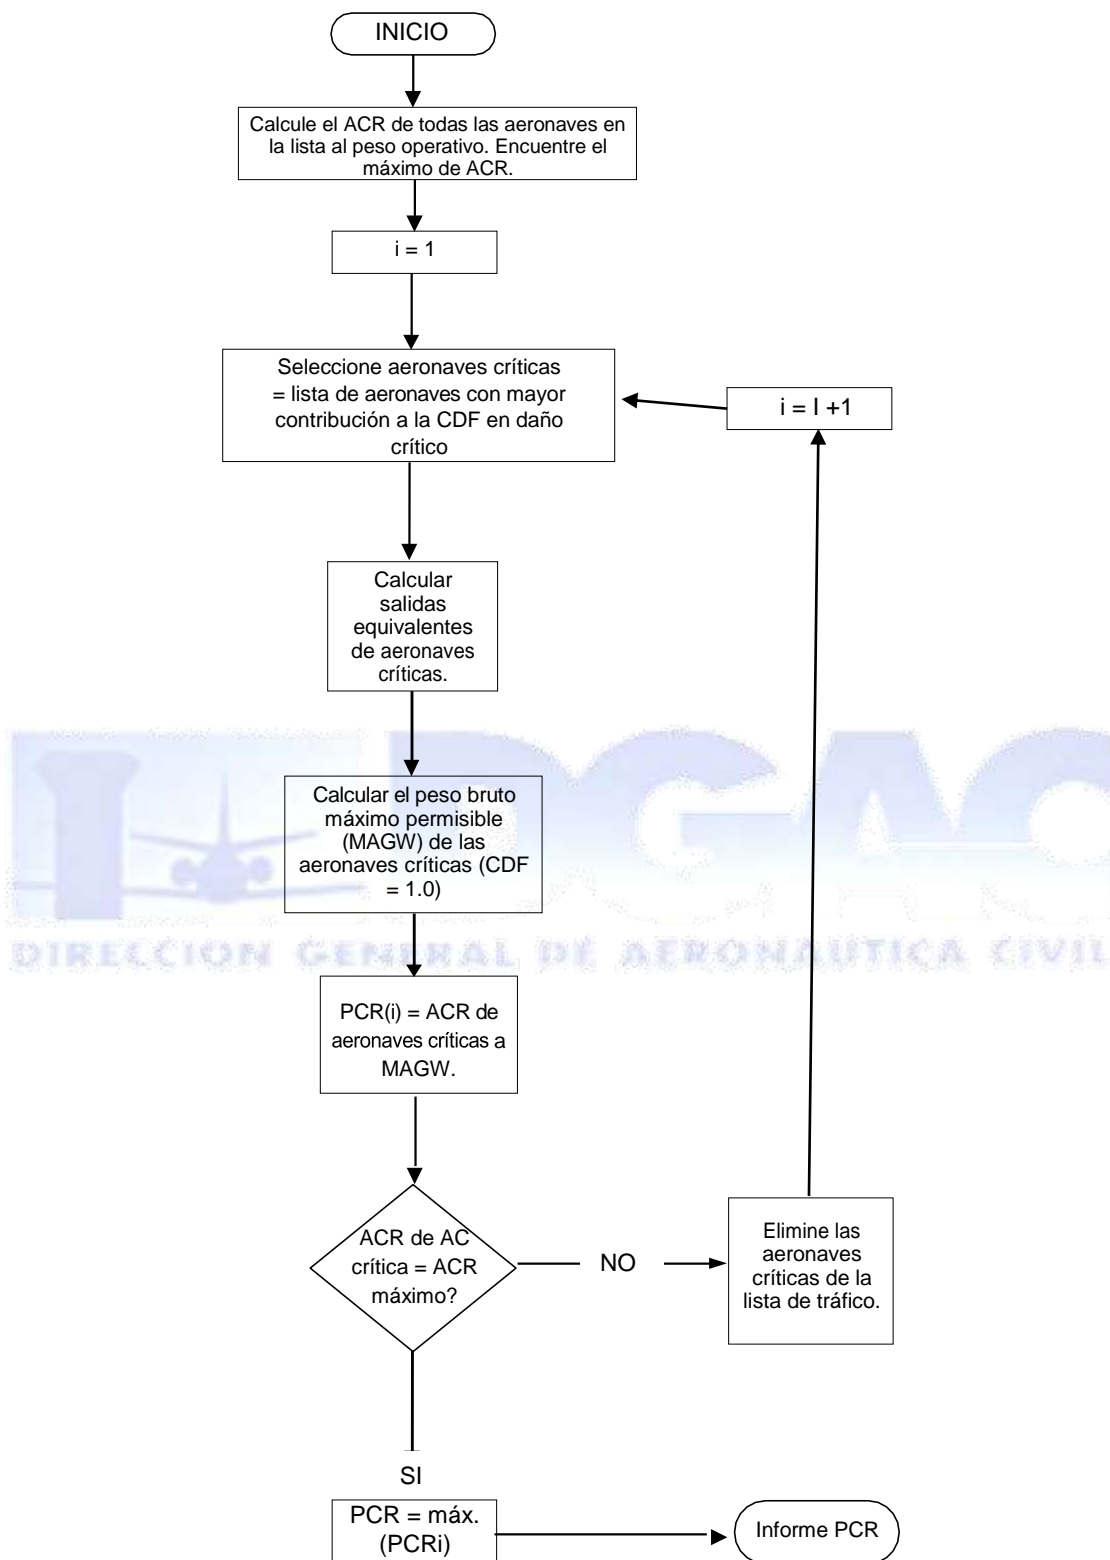 INICIO
Calcule el ACR de todas las aeronaves en
la lista al peso operativo. Encuentre el
máximo de ACR.
i = 1
Seleccione aeronaves críticas
= lista de aeronaves con mayor
contribución a la CDF en daño
crítico
i = I +1
Calcular
salidas
equivalentes
de aeronaves
críticas.
DGAC
Calcular el peso bruto
máximo permisible
(MAGW) de las
aeronaves críticas (CDF
= 1.0)
DIRECCION GENERAL DE AERONAUTICA CIVIL
PCR(i) = ACR de
aeronaves críticas a
MAGW.
ACR de AC
crítica = ACR
máximo?
NO
Elimine las
aeronaves
críticas de la
lista de tráfico.
SI
PCR = máx.
(PCRi)
Informe PCR